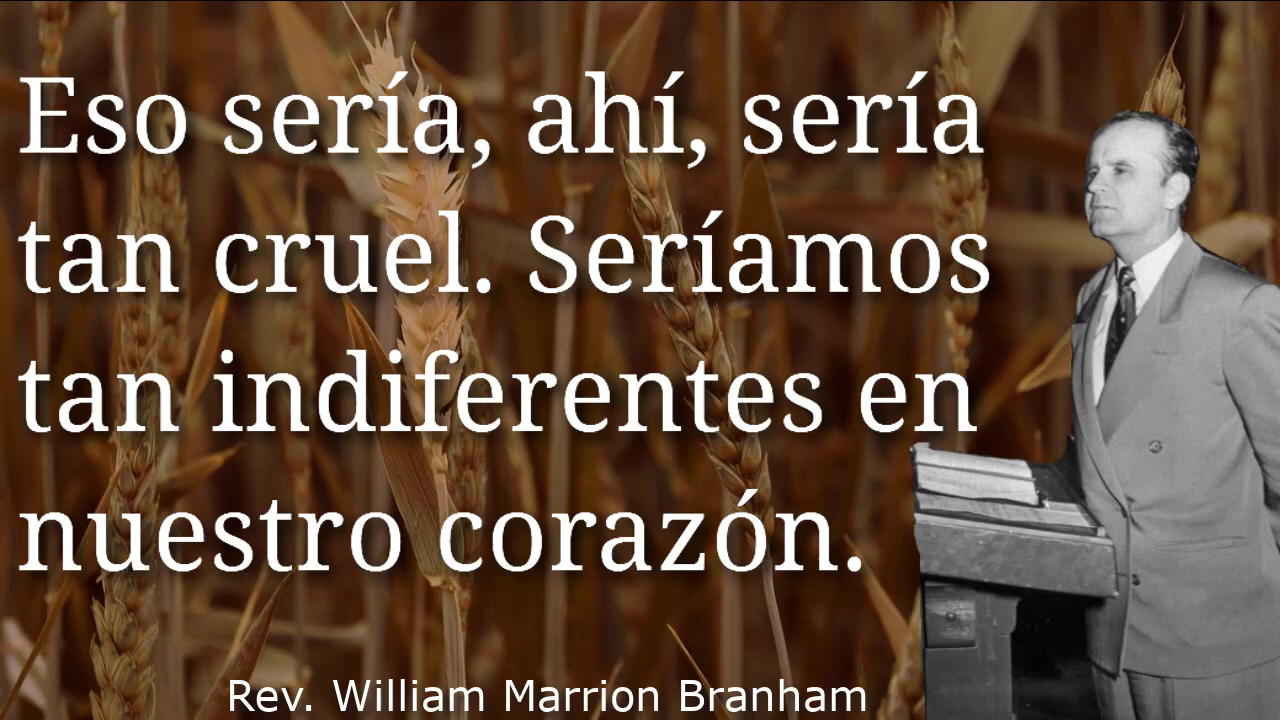 Eso sería, ahí, sería
tan cruel. Seríamos
tan indiferentes en
nuestro corazón.
Rev. William Marrion Branham